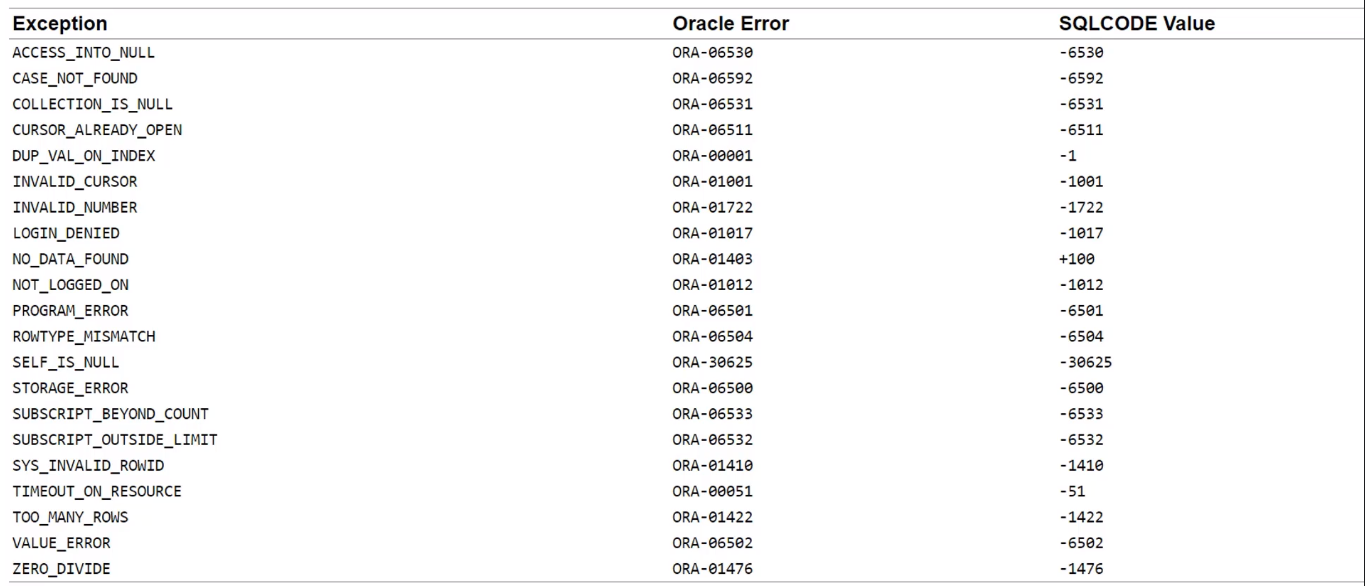 Exception Oracle Error SQLCODE Value
ACCESS_INTO_NULL ORA-06530 -6530
CASE_NOT_FOUND ORA-06592 -6592
COLLECTION_IS_NULL ORA-06531 -6531
CURSOR_ALREADY_OPEN ORA-06511 -6511
DUP_VAL_ON_INDEX ORA-00001 -1
INVALID_CURSOR ORA-01001 -1001
INVALID_NUMBER ORA-01722 -1722
LOGIN_DENIED ORA-01017 -1017
NO_DATA_FOUND ORA-01403 +100
NOT_LOGGED_ON ORA-01012 -1012
PROGRAM_ERROR ORA-06501 -6501
ROWTYPE_MISMATCH ORA-06504 -6504
SELF_IS_NULL ORA-30625 -30625
STORAGE_ERROR ORA-06500 -6500
SUBSCRIPT_BEYOND_COUNT ORA-06533 -6533
SUBSCRIPT_OUTSIDE_LIMIT ORA-06532 -6532
SYS_INVALID_ROWID ORA-01410 -1410
TIMEOUT_ON_RESOURCE ORA-00051 -51
TOO_MANY_ROWS ORA-01422 -1422
VALUE_ERROR ORA-06502 -6502
ZERO_DIVIDE ORA-01476 -1476